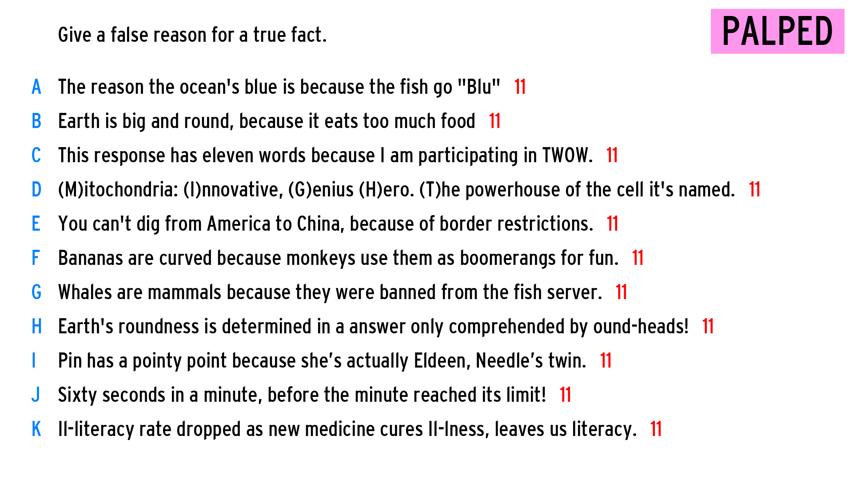 Give a false reason for a true fact.
PALPED
A The reason the ocean's blue is because the fish go "Blu" 11
B Earth is big and round, because it eats too much food 11
C This response has eleven words because I am participating in TWOW. 11
D (M)itochondria: (I)nnovative, (G)enius (H)ero. (T)he powerhouse of the cell it's named. 11
E You can't dig from America to China, because of border restrictions. 11
F Bananas are curved because monkeys use them as boomerangs for fun. 11
G Whales are mammals because they were banned from the fish server. 11
H Earth's roundness is determined in a answer only comprehended by ound-heads! 11
I Pin has a pointy point because she’s actually Eldeen, Needle’s twin. 11
J Sixty seconds in a minute, before the minute reached its limit! 11
K Il-literacy rate dropped as new medicine cures Il-lness, leaves us literacy. 11